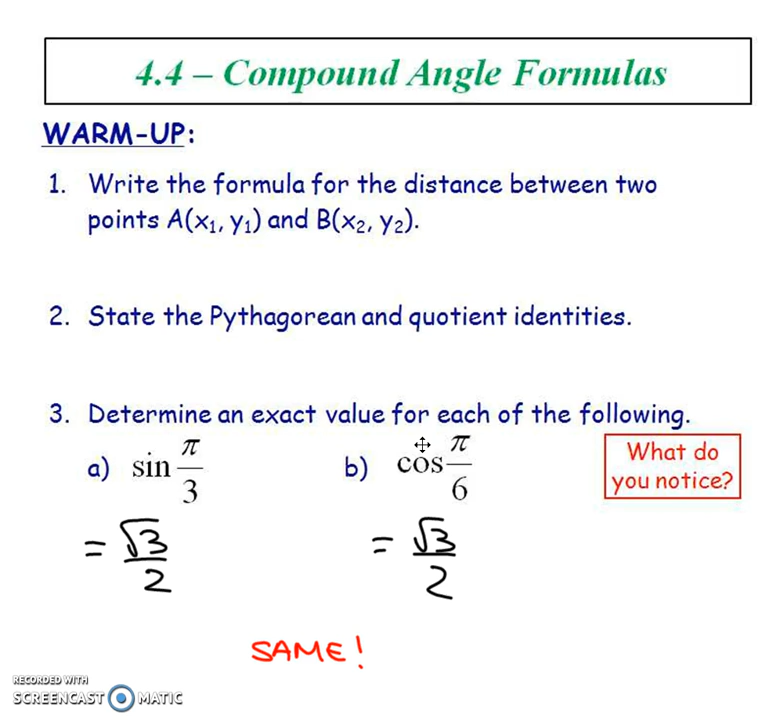 4.4 – Compound Angle Formulas
WARM-UP:
1. Write the formula for the distance between two
points A(x₁, y₁) and B(x₂, y₂).
2. State the Pythagorean and quotient identities.
3. Determine an exact value for each of the following.
a) sin π/3
b) cos π/6
What do
you notice?
= √3/2
= √3/2
SAME!
RECORDED WITH
SCREENCAST MATIC